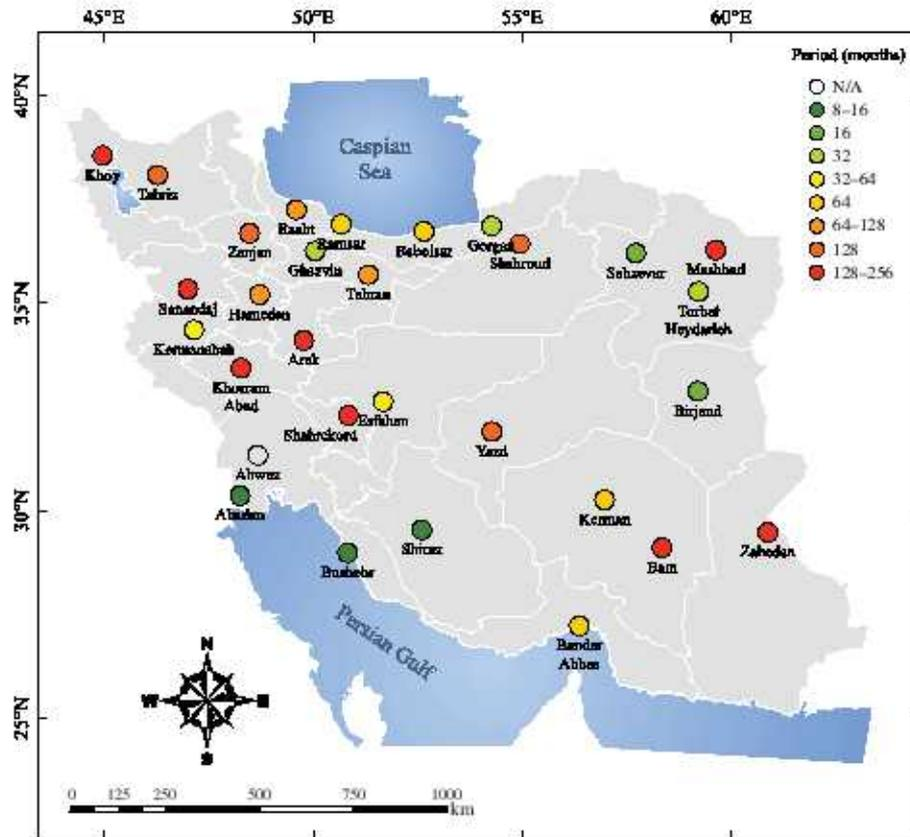 45°E 50°E 55°E 60°E
40°N
35°N
30°N
25°N
Period (months)
N/A
8–16
16
32
32–64
64
64–128
128
128–256
Caspian
Sea
Khoy
Tabriz
Rasht
Ramsar
Babolsar
Gorgan
Shahroud
Zanjan
Ghazvin
Tehran
Sabzevar
Mashhad
Sanandaj
Hamedan
Torbat
Heydarieh
Kermanshah
Arak
Khorram
Abad
Shahrekord
Esfahan
Yazd
Birjand
Ahwaz
Abadan
Kerman
Shiraz
Bushehr
Bam
Zahedan
Bandar
Abbas
Persian Gulf
N
W E
S
0 125 250 500 750 1000
km